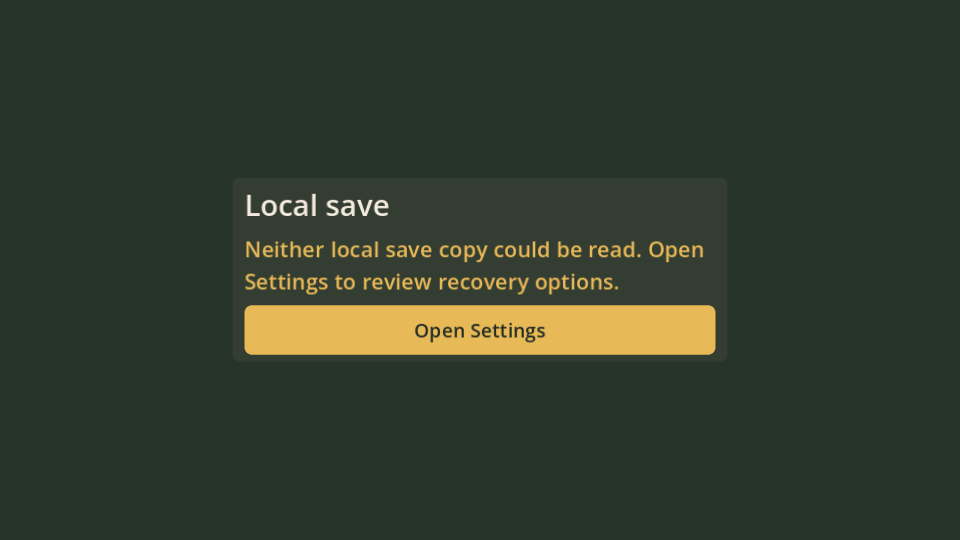 Local save
Neither local save copy could be read. Open
Settings to review recovery options.
Open Settings